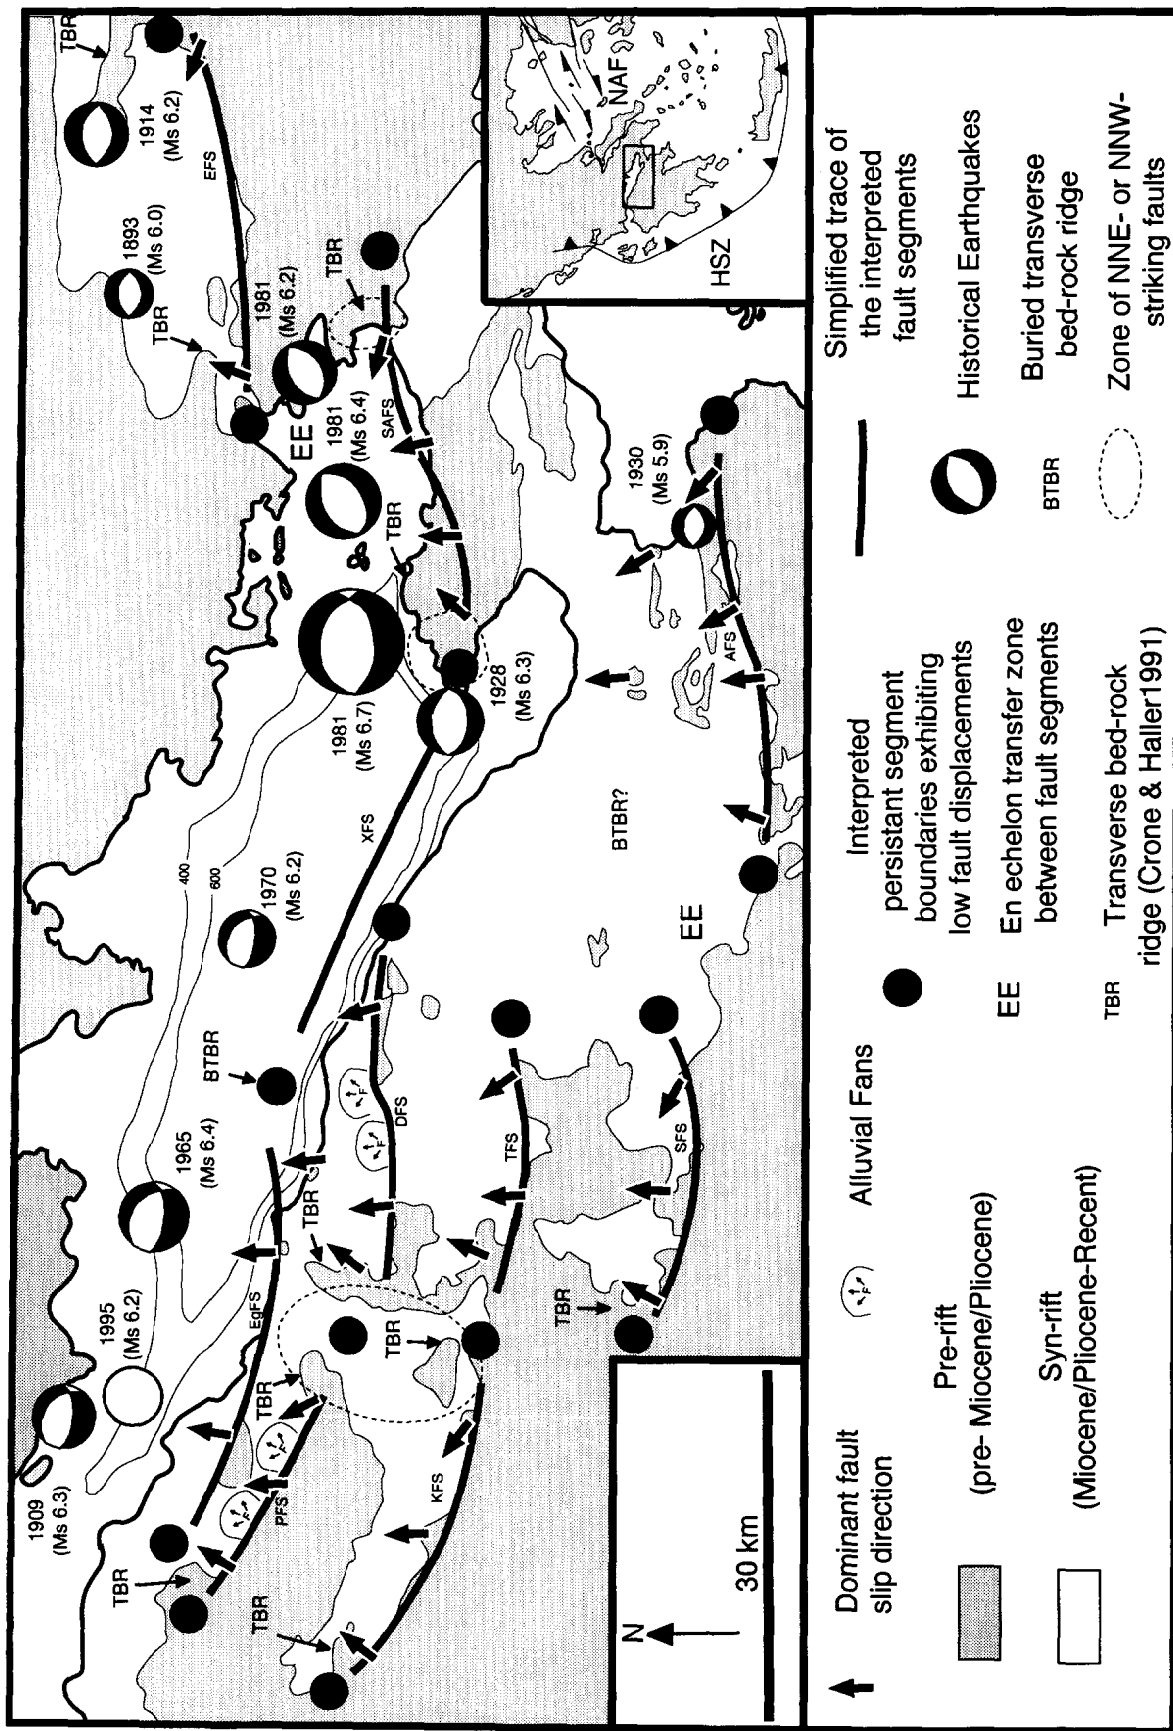 TBR
1914
(Ms 6.2)
EFS
1893
(Ms 6.0)
TBR
1981
(Ms 6.2)
TBR
EE
1981
(Ms 6.4)
SAFS
TBR
1981
(Ms 6.7)
1928
(Ms 6.3)
1930
(Ms 5.9)
AFS
XFS
400
600
1970
(Ms 6.2)
BTBR
BTBR?
EE
1965
(Ms 6.4)
DFS
F
F
TBR
TFS
SFS
TBR
EgFS
1995
(Ms 6.2)
TBR
TBR
1909
(Ms 6.3)
F
F
PFS
KFS
TBR
TBR
NAF
HSZ
N
30 km
Dominant fault
slip direction
Pre-rift
(pre- Miocene/Pliocene)
Syn-rift
(Miocene/Pliocene-Recent)
F
Alluvial Fans
Interpreted
persistant segment
boundaries exhibiting
low fault displacements
EE
En echelon transfer zone
between fault segments
TBR
Transverse bed-rock
ridge (Crone & Haller1991)
Simplified trace of
the interpreted
fault segments
Historical Earthquakes
BTBR
Buried transverse
bed-rock ridge
Zone of NNE- or NNW-
striking faults